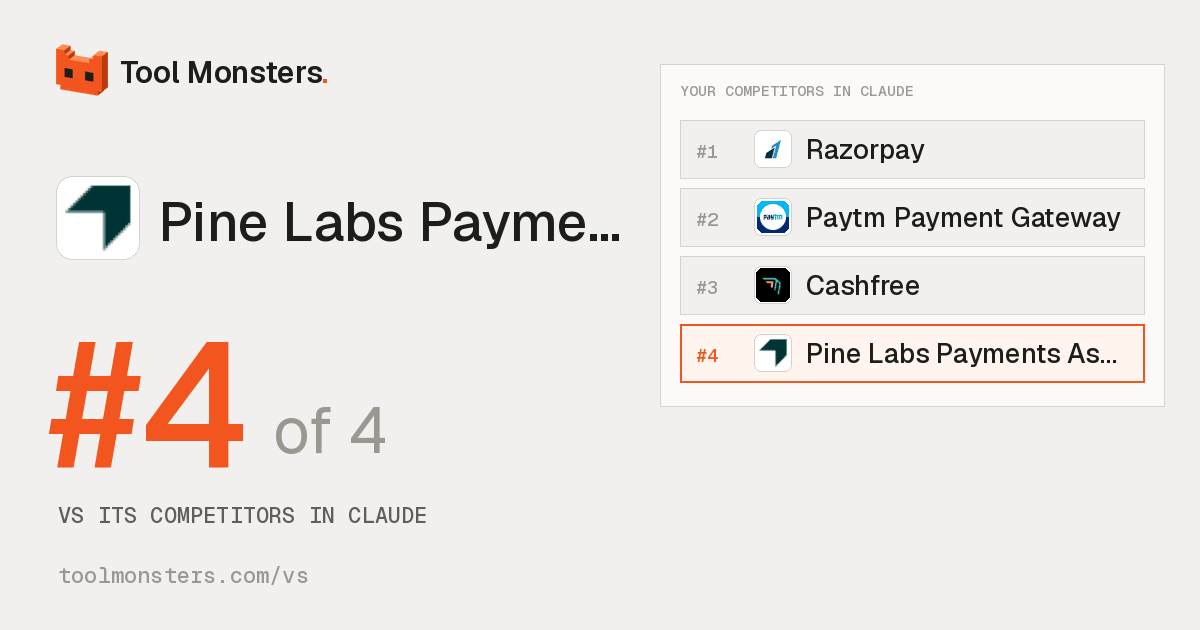 Tool Monsters.
Pine Labs Payme...
#4 of 4
VS ITS COMPETITORS IN CLAUDE
toolmonsters.com/vs
YOUR COMPETITORS IN CLAUDE
#1 Razorpay
#2 Paytm Payment Gateway
#3 Cashfree
#4 Pine Labs Payments As...